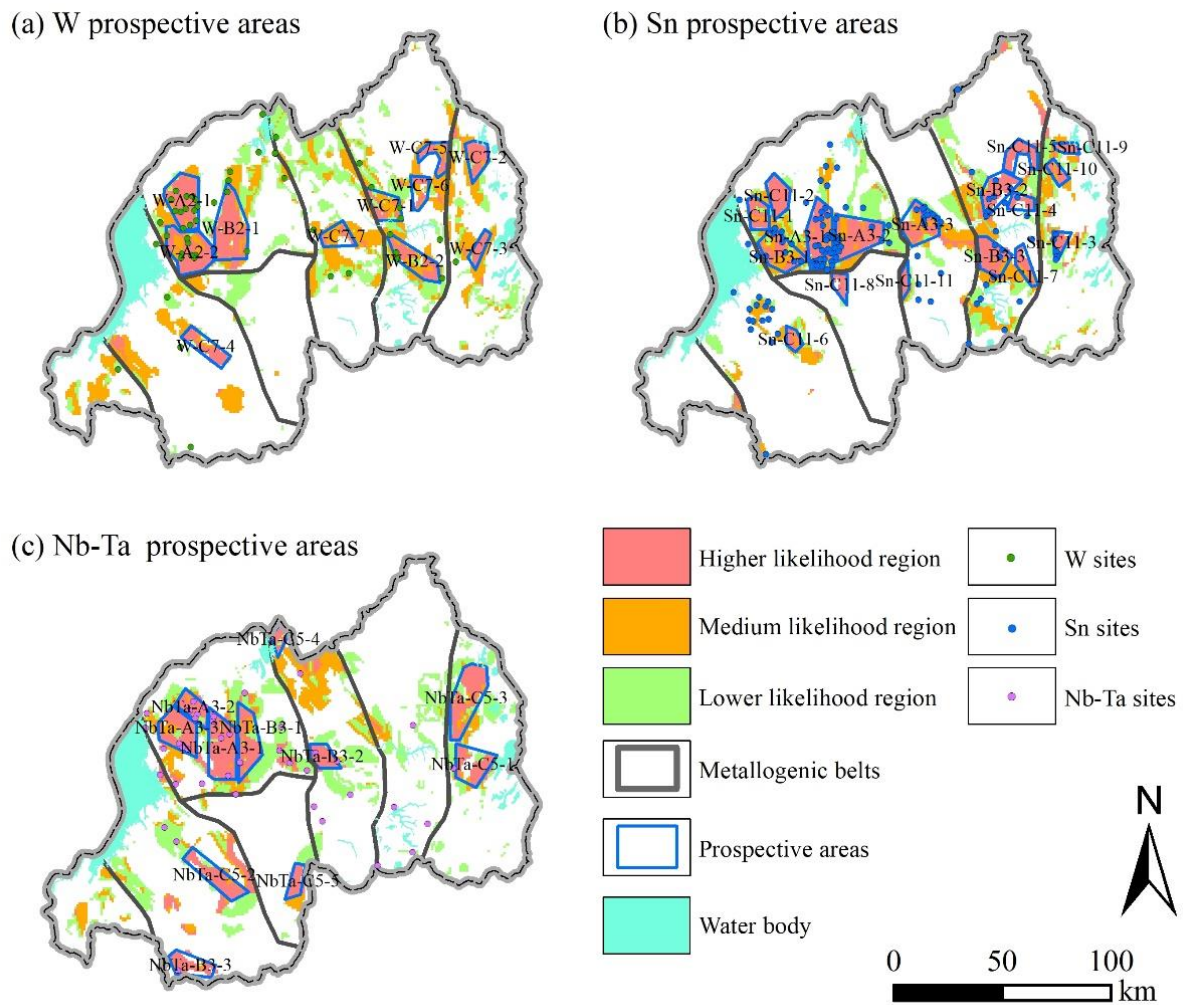 (a) W prospective areas
W-C7-5
W-C7-2
W-A2-1
W-C7-6
W-C7-1
W-B2-1
W-C7-7
W-A2-2
W-B2-2
W-C7-3
W-C7-4
(b) Sn prospective areas
Sn-C11-5
Sn-C11-9
Sn-C11-10
Sn-B3-2
Sn-C11-2
Sn-C11-4
Sn-C11-1
Sn-A3-3
Sn-A3-1
Sn-A3-2
Sn-C11-3
Sn-B3-1
Sn-B3-3
Sn-C11-7
Sn-C11-8
Sn-C11-11
Sn-C11-6
(c) Nb-Ta prospective areas
NbTa-C5-4
NbTa-C5-3
NbTa-A3-2
NbTa-A3-3
NbTa-B3-1
NbTa-A3-1
NbTa-B3-2
NbTa-C5-1
NbTa-C5-2
NbTa-C5-5
NbTa-B3-3
Higher likelihood region
W sites
Medium likelihood region
Sn sites
Lower likelihood region
Nb-Ta sites
Metallogenic belts
Prospective areas
Water body
N
0 50 100
km